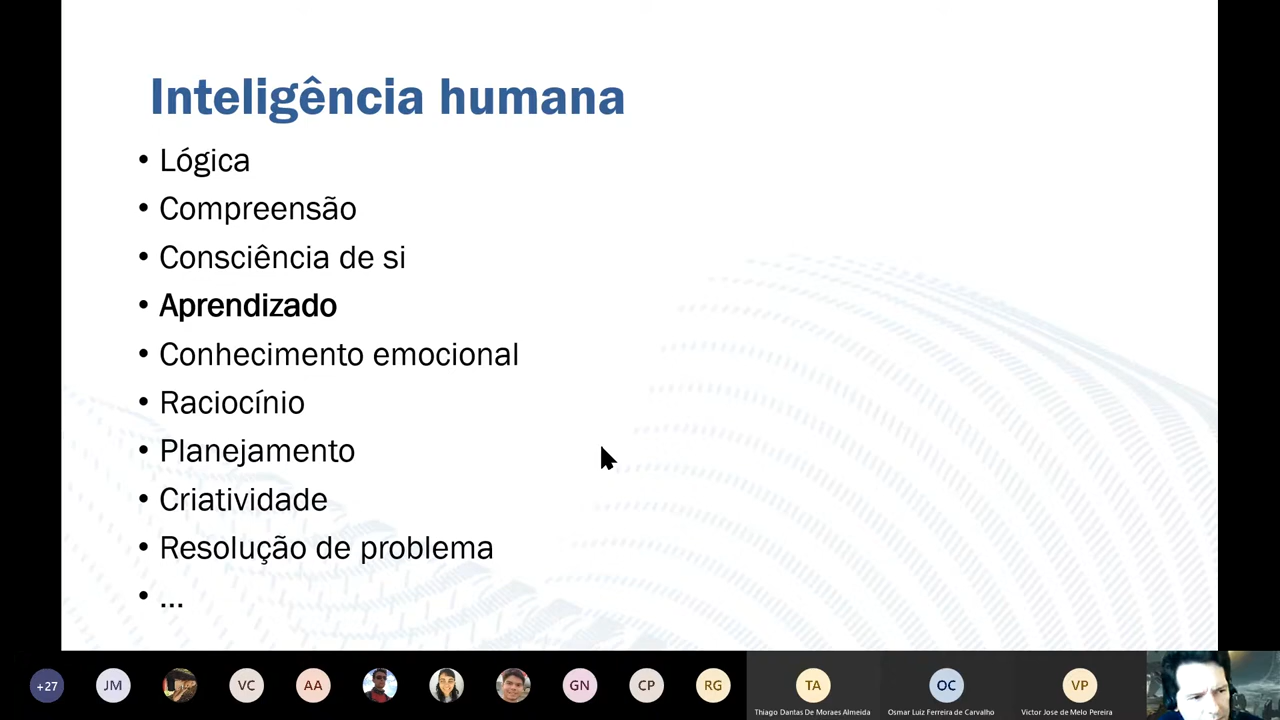 Inteligência humana
• Lógica
• Compreensão
• Consciência de si
• Aprendizado
• Conhecimento emocional
• Raciocínio
• Planejamento
• Criatividade
• Resolução de problema
• ...
+27
JM
VC
AA
GN
CP
RG
TA
OC
VP
Thiago Dantas De Moraes Almeida
Osmar Luiz Ferreira de Carvalho
Victor Jose de Melo Pereira